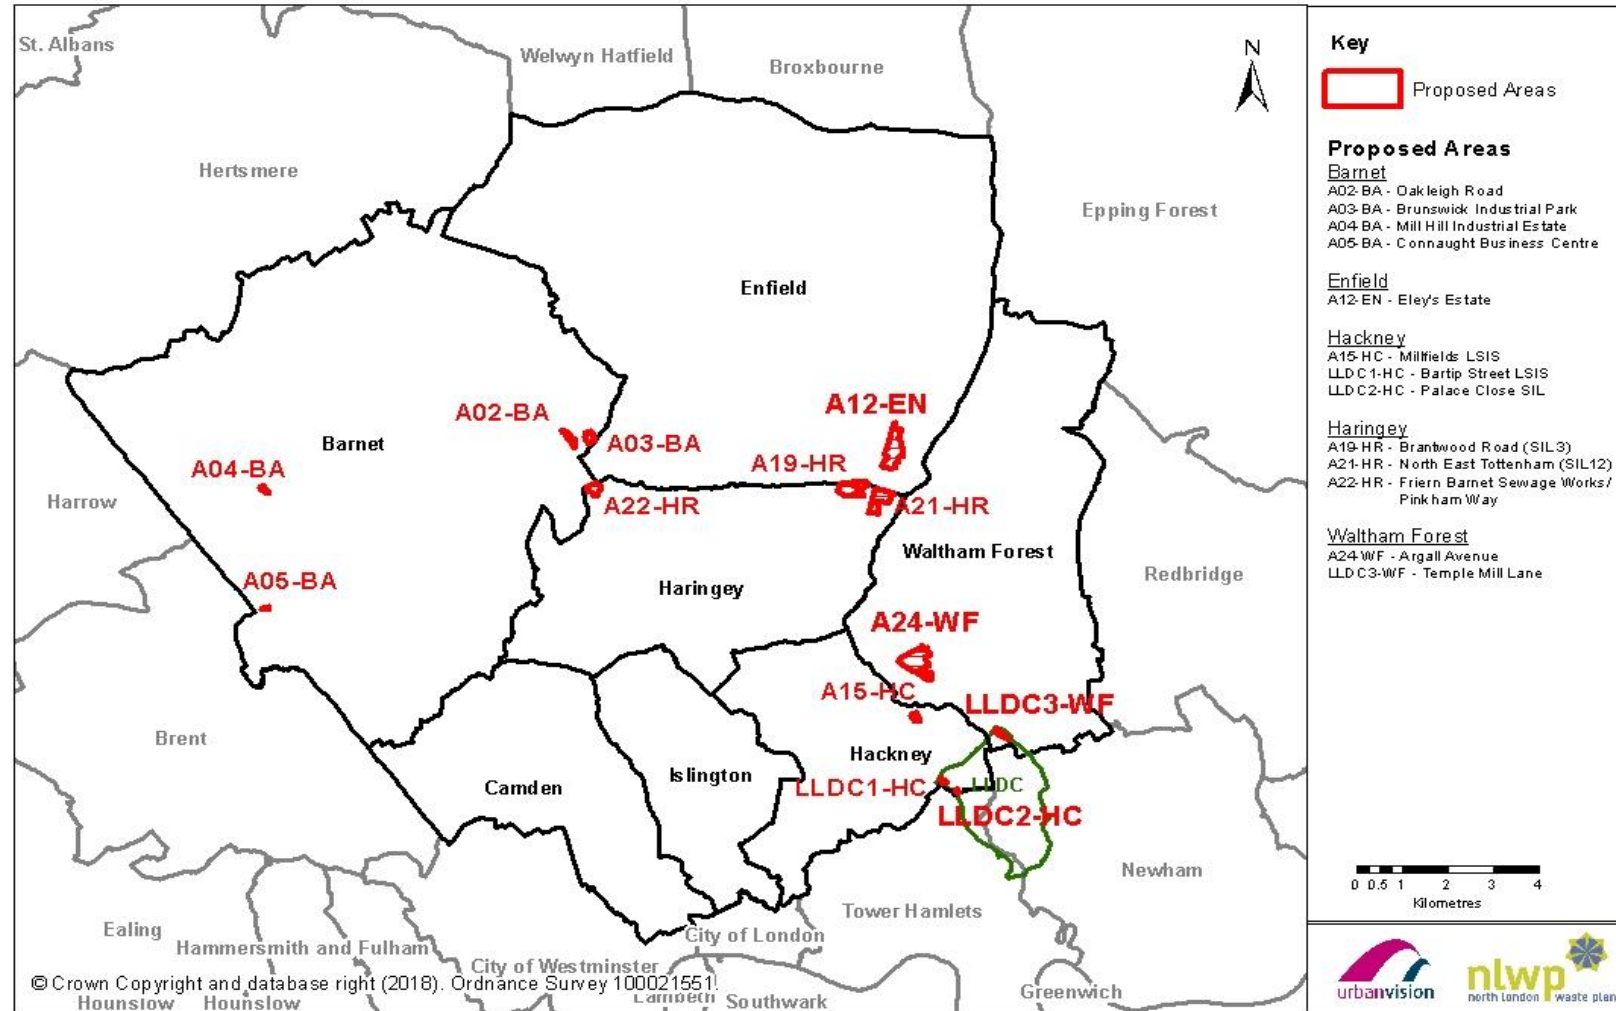 St. Albans
Welwyn Hatfield
Broxbourne
N
Hertsmere
Epping Forest
Enfield
A02-BA
A12-EN
Barnet
A03-BA
A04-BA
A19-HR
Harrow
A22-HR
A21-HR
Waltham Forest
A05-BA
Haringey
Redbridge
A24-WF
A15-HC
LLDC3-WF
Brent
Hackney
Islington
Camden
LLDC1-HC
LLDC
LLDC2-HC
Newham
Tower Hamlets
Ealing
City of London
Hammersmith and Fulham
City of Westminster
© Crown Copyright and database right (2018). Ordnance Survey 100021551.
Hounslow
Hounslow
Lambeth
Southwark
Greenwich
Key
Proposed Areas
Proposed Areas
Barnet
A02-BA - Oakleigh Road
A03-BA - Brunswick Industrial Park
A04-BA - Mill Hill Industrial Estate
A05-BA - Connaught Business Centre
Enfield
A12-EN - Eley's Estate
Hackney
A15-HC - Millfields LSIS
LLDC1-HC - Bartip Street LSIS
LLDC2-HC - Palace Close SIL
Haringey
A19-HR - Brantwood Road (SIL3)
A21-HR - North East Tottenham (SIL12)
A22-HR - Friern Barnet Sewage Works/
Pinkham Way
Waltham Forest
A24-WF - Argall Avenue
LLDC3-WF - Temple Mill Lane
0 0.5 1 2 3 4
Kilometres
urbanvision
nlwp
north london waste plan